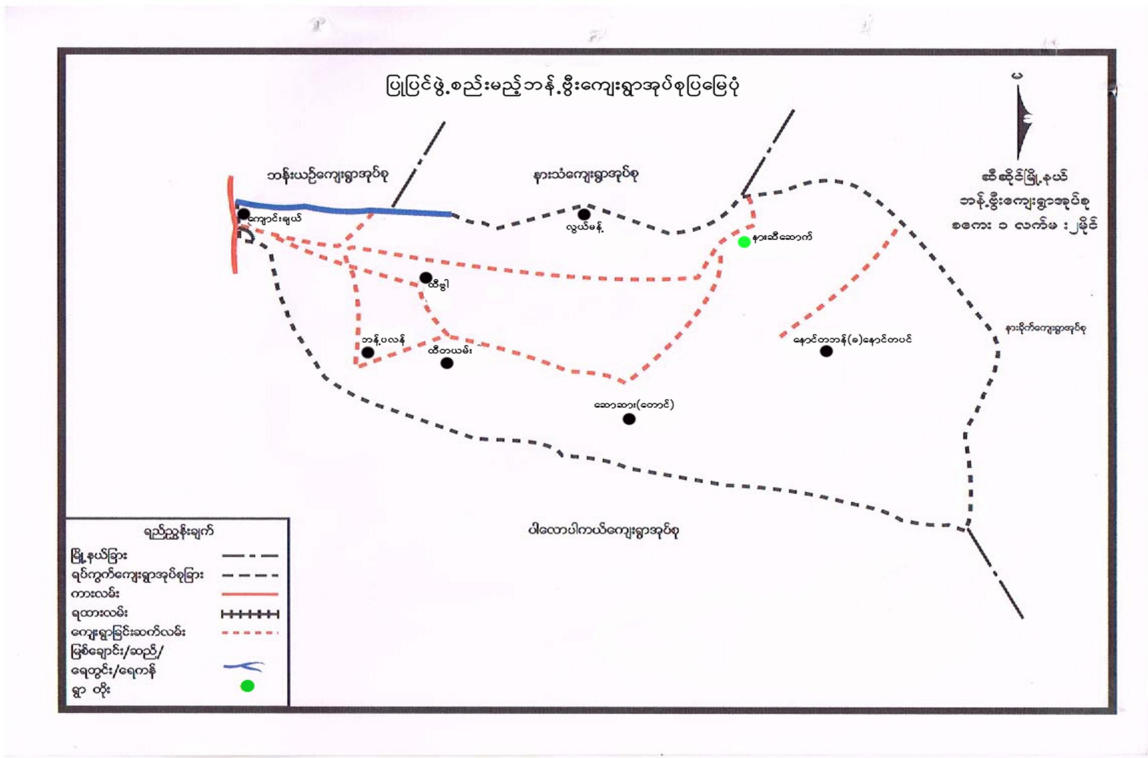 ပြုပြင်ဖွဲ့စည်းမည့်ဘန့်ဗွီးကျေးရွာအုပ်စုပြမြေပုံ
ဆီဆိုင်မြို့နယ်
ဘန့်ဗွီးကျေးရွာအုပ်စု
စကေး ၁ လက်မ း၂မိုင်
ဘန်းယဉ်ကျေးရွာအုပ်စု
နားသံကျေးရွာအုပ်စု
ကျောင်းချယ်
လွယ်မန့်
နားဆီဆောက်
ထီဗွါ
နားခိုက်ကျေးရွာအုပ်စု
ဘန့်ပလန်
ထီတယမ်း
နောင်တဘန်(ခ)နောင်တပင်
ဆောဆား(တောင်)
ပါလောပါကယ်ကျေးရွာအုပ်စု
ရည်ညွှန်းချက်
မြို့နယ်ခြား
ရပ်ကွက်ကျေးရွာအုပ်စုခြား
ကားလမ်း
ရထားလမ်း
ကျေးရွာခြင်းဆက်လမ်း
မြစ်ချောင်း/ဆည်/
ရေတွင်း/ရေကန်
ရွာ တိုး